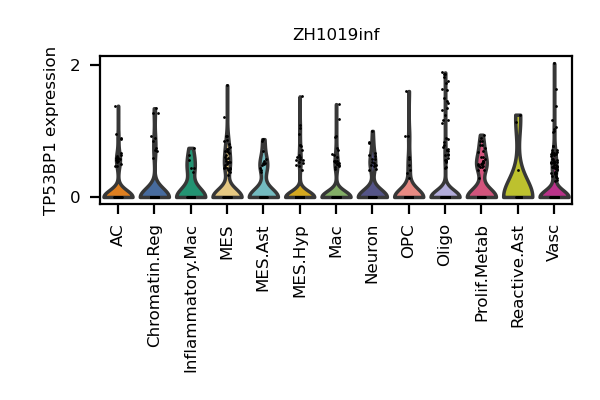 ZH1019inf
TP53BP1 expression
2
0
AC
Chromatin.Reg
Inflammatory.Mac
MES
MES.Ast
MES.Hyp
Mac
Neuron
OPC
Oligo
Prolif.Metab
Reactive.Ast
Vasc